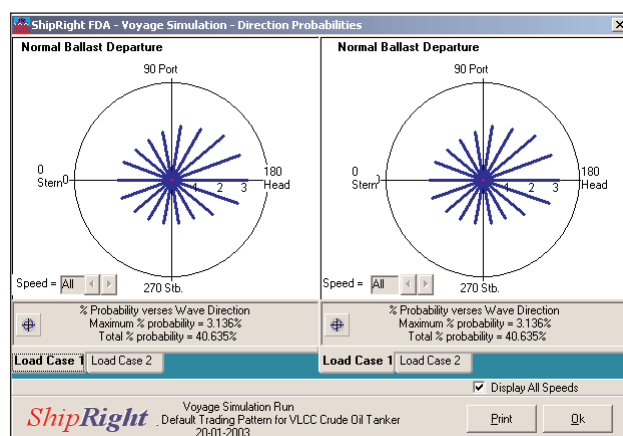 ShipRight FDA - Voyage Simulation - Direction Probabilities
Normal Ballast Departure
90 Port
0
Stern 0
180
Head
1 2 3
270 Stb.
Speed = All
% Probability verses Wave Direction
Maximum % probability = 3.136%
Total % probability = 40.635%
Load Case 1 Load Case 2
Normal Ballast Departure
90 Port
0
Stern 0
180
Head
1 2 3
270 Stb.
Speed = All
% Probability verses Wave Direction
Maximum % probability = 3.136%
Total % probability = 40.635%
Load Case 1 Load Case 2
Display All Speeds
ShipRight
Voyage Simulation Run
Default Trading Pattern for VLCC Crude Oil Tanker
20-01-2003
Print
Ok